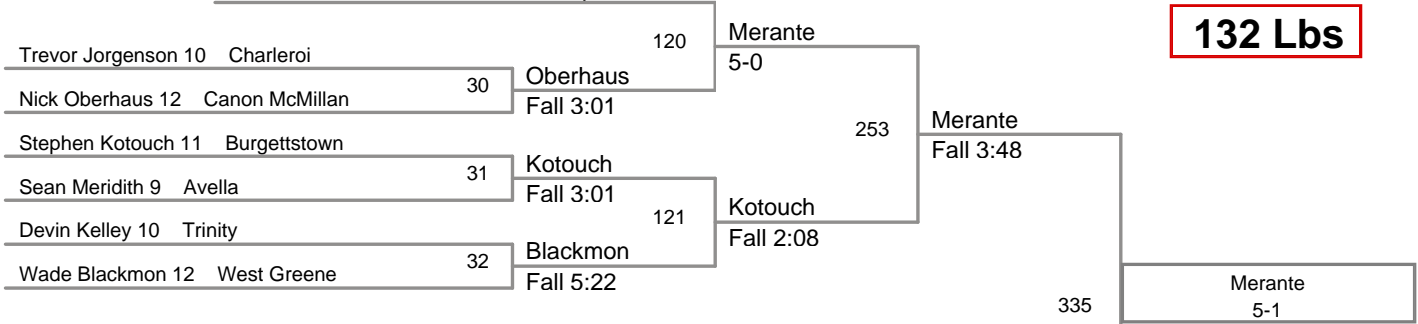 132 Lbs
120
Merante
5-0
Trevor Jorgenson 10 Charleroi
30
Oberhaus
Fall 3:01
Nick Oberhaus 12 Canon McMillan
253
Merante
Fall 3:48
Stephen Kotouch 11 Burgettstown
31
Kotouch
Fall 3:01
Sean Meridith 9 Avella
121
Kotouch
Fall 2:08
Devin Kelley 10 Trinity
32
Blackmon
Fall 5:22
Wade Blackmon 12 West Greene
335
Merante
5-1